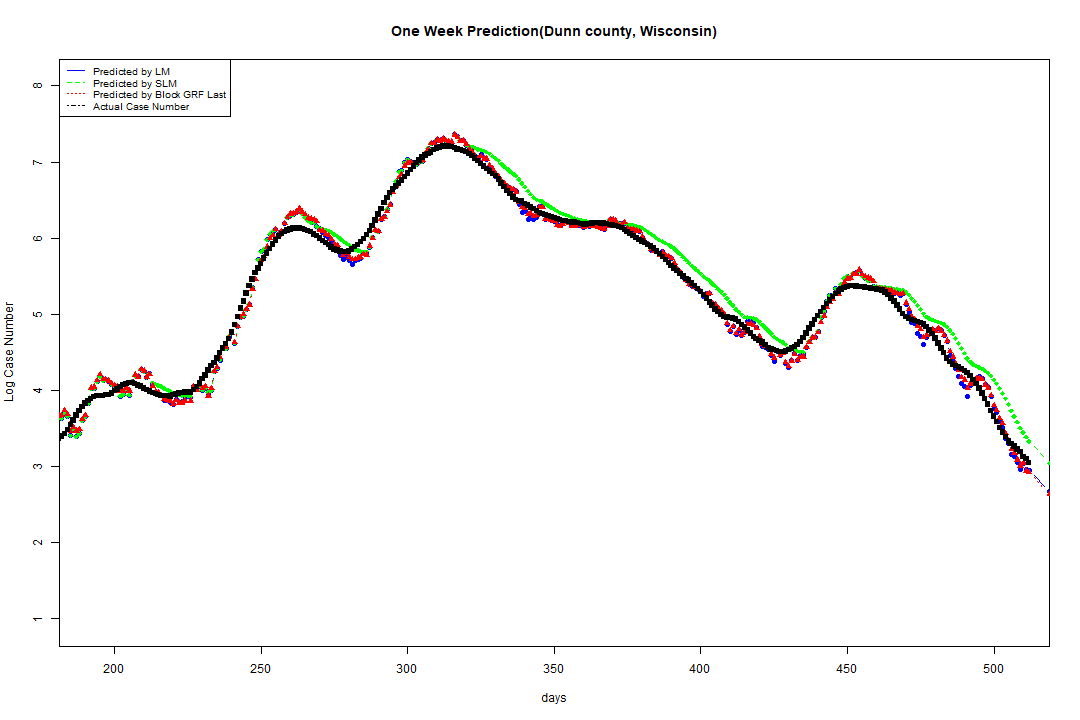 One Week Prediction(Dunn county, Wisconsin)
Predicted by LM
Predicted by SLM
Predicted by Block GRF Last
Actual Case Number
8
7
6
5
4
3
2
1
Log Case Number
200 250 300 350 400 450 500
days